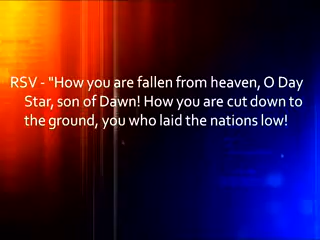 RSV - "How you are fallen from heaven, O Day
Star, son of Dawn! How you are cut down to
the ground, you who laid the nations low!